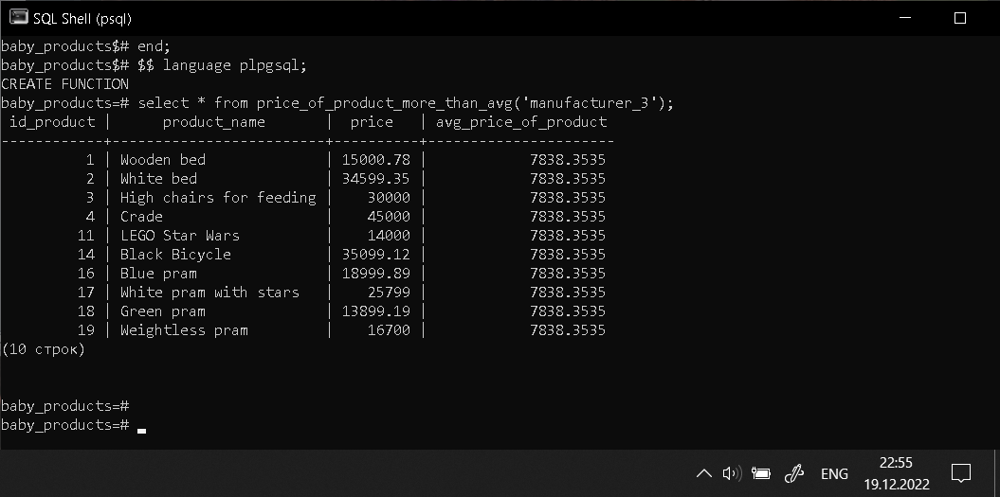 SQL Shell (psql)
baby_products$# end;
baby_products$# $$ language plpgsql;
CREATE FUNCTION
baby_products=# select * from price_of_product_more_than_avg('manufacturer_3');
 id_product |      product_name      |  price   | avg_price_of_product
------------+------------------------+----------+----------------------
          1 | Wooden bed             | 15000.78 |            7838.3535
          2 | White bed              | 34599.35 |            7838.3535
          3 | High chairs for feeding |    30000 |            7838.3535
          4 | Crade                  |    45000 |            7838.3535
         11 | LEGO Star Wars         |    14000 |            7838.3535
         14 | Black Bicycle          | 35099.12 |            7838.3535
         16 | Blue pram              | 18999.89 |            7838.3535
         17 | White pram with stars  |    25799 |            7838.3535
         18 | Green pram             | 13899.19 |            7838.3535
         19 | Weightless pram        |    16700 |            7838.3535
(10 строк)
baby_products=#
baby_products=#
ENG
22:55
19.12.2022